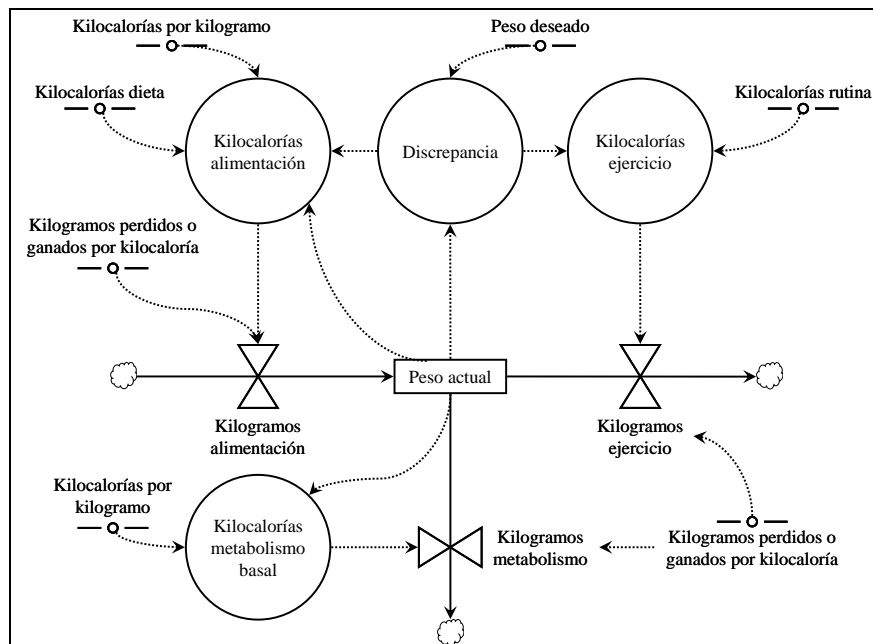 Kilocalorías por kilogramo
Peso deseado
Kilocalorías dieta
Kilocalorías rutina
Kilocalorías
alimentación
Discrepancia
Kilocalorías
ejercicio
Kilogramos perdidos o
ganados por kilocaloría
Peso actual
Kilogramos
alimentación
Kilogramos
ejercicio
Kilocalorías por
kilogramo
Kilocalorías
metabolismo
basal
Kilogramos
metabolismo
Kilogramos perdidos o
ganados por kilocaloría